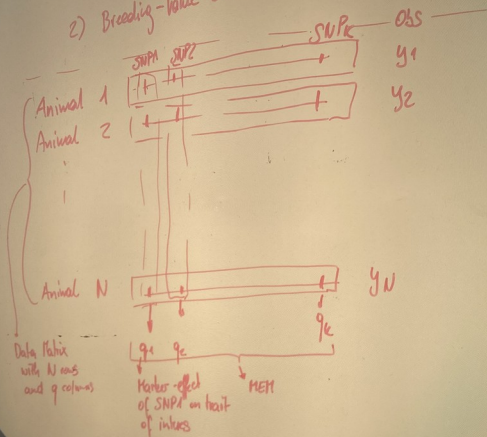 2) Breeding-Value
SNP1 SNP2 SNPK Obs
Animal 1 y1
Animal 2 y2
Animal N yN
q1 q2 qk
Data Matrix
with N rows
and q columns
Marker-effect
of SNP1 on trait
of intres
MEM